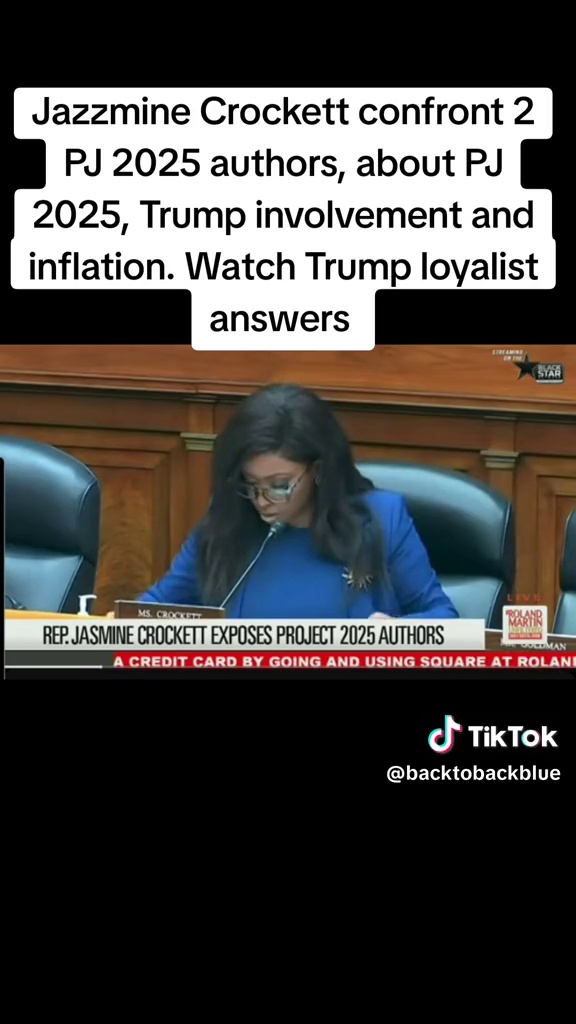 Jazzmine Crockett confront 2
PJ 2025 authors, about PJ
2025, Trump involvement and
inflation. Watch Trump loyalist
answers
STREAMING
ON THE
BLACK
STAR
MS. CROCKETT
LIVE
ROLAND
MARTIN
REP. JASMINE CROCKETT EXPOSES PROJECT 2025 AUTHORS
GOLDMAN
A CREDIT CARD BY GOING AND USING SQUARE AT ROLAN
TikTok
@backtobackblue